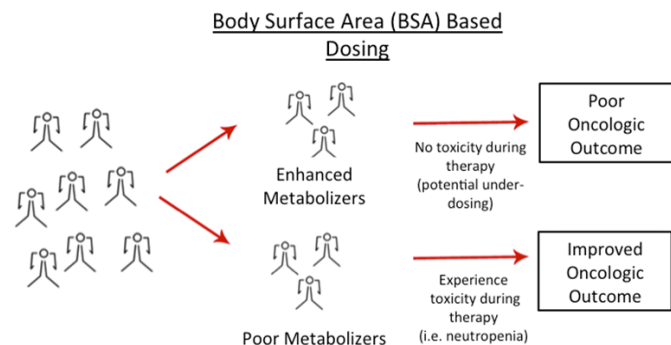 Body Surface Area (BSA) Based
Dosing
Enhanced
Metabolizers
No toxicity during
therapy
(potential under-
dosing)
Poor
Oncologic
Outcome
Poor Metabolizers
Experience
toxicity during
therapy
(i.e. neutropenia)
Improved
Oncologic
Outcome